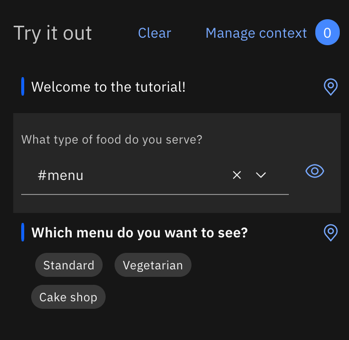 Try it out Clear Manage context 0
Welcome to the tutorial!
What type of food do you serve?
#menu
Which menu do you want to see?
Standard Vegetarian
Cake shop